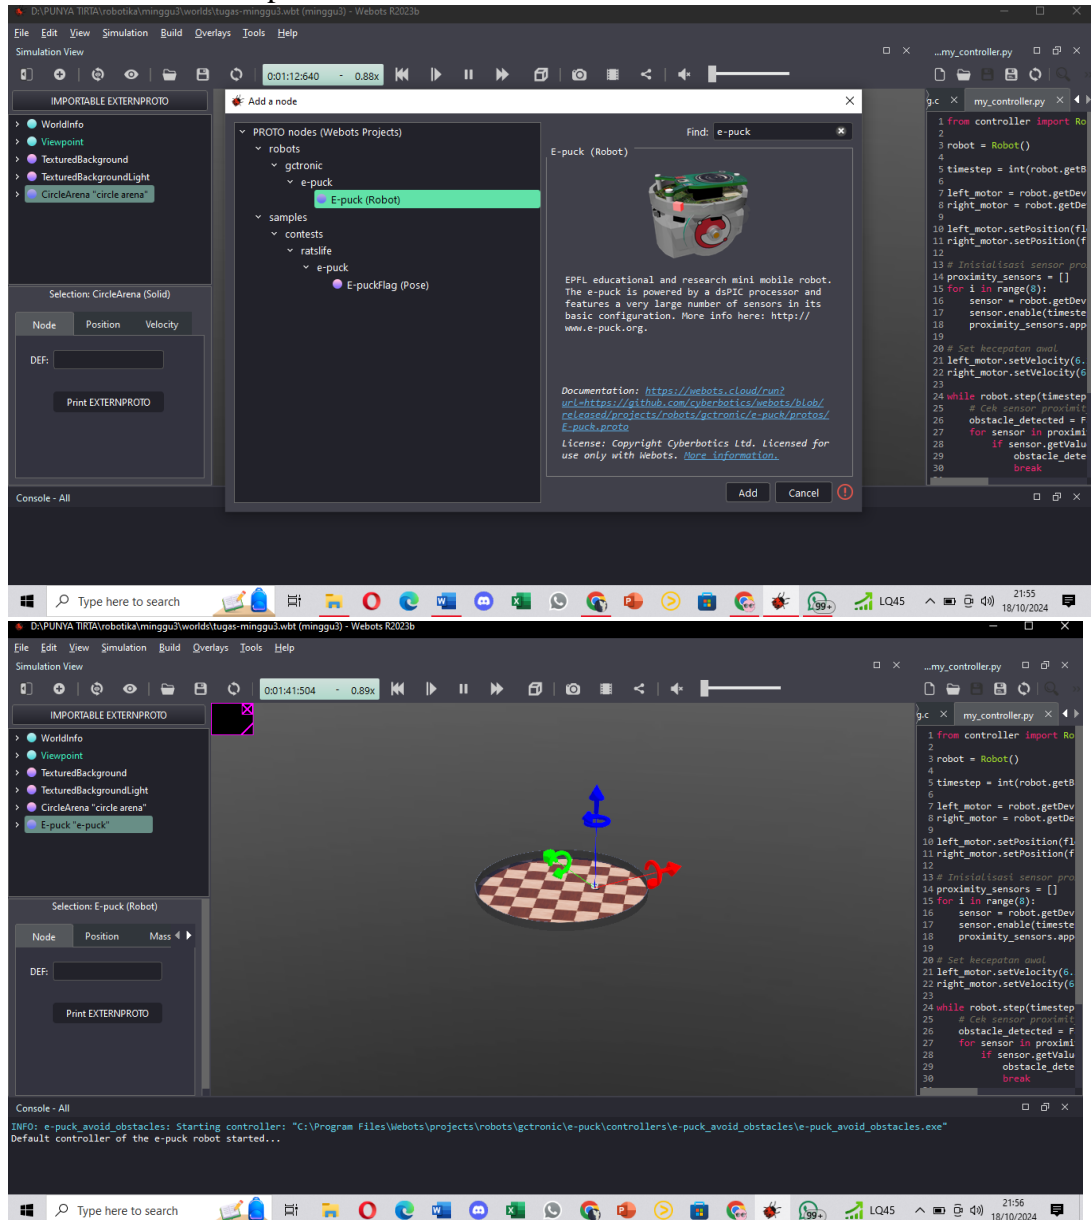 D:\PUNYA TIRTA\robotika\minggu3\worlds\tugas-minggu3.wbt (minggu3) - Webots R2023b
File Edit View Simulation Build Overlays Tools Help
Simulation View
...my_controller.py
0:01:12:640 - 0.88x
IMPORTABLE EXTERNPROTO
g.c
my_controller.py
WorldInfo
Viewpoint
TexturedBackground
TexturedBackgroundLight
CircleArena "circle arena"
Selection: CircleArena (Solid)
Node Position Velocity
DEF:
Print EXTERNPROTO
Add a node
PROTO nodes (Webots Projects)
robots
gctronic
e-puck
E-puck (Robot)
samples
contests
ratslife
e-puck
E-puckFlag (Pose)
Find: e-puck
E-puck (Robot)
EPFL educational and research mini mobile robot.
The e-puck is powered by a dsPIC processor and
features a very large number of sensors in its
basic configuration. More info here: http://
www.e-puck.org.
Documentation: https://webots.cloud/run?
url=https://github.com/cyberbotics/webots/blob/
released/projects/robots/gctronic/e-puck/protos/
E-puck.proto
License: Copyright Cyberbotics Ltd. Licensed for
use only with Webots. More information.
Add Cancel
1 from controller import Ro
2
3 robot = Robot()
4
5 timestep = int(robot.getB
6
7 left_motor = robot.getDev
8 right_motor = robot.getDe
9
10 left_motor.setPosition(fl
11 right_motor.setPosition(f
12
13 # Inisialisasi sensor pro
14 proximity_sensors = []
15 for i in range(8):
16 sensor = robot.getDev
17 sensor.enable(timeste
18 proximity_sensors.app
19
20 # Set kecepatan awal
21 left_motor.setVelocity(6.
22 right_motor.setVelocity(6
23
24 while robot.step(timestep
25 # Cek sensor proximit
26 obstacle_detected = F
27 for sensor in proximi
28 if sensor.getValu
29 obstacle_dete
30 break
Console - All
Type here to search
99+
LQ45
21:55
18/10/2024
D:\PUNYA TIRTA\robotika\minggu3\worlds\tugas-minggu3.wbt (minggu3) - Webots R2023b
File Edit View Simulation Build Overlays Tools Help
Simulation View
...my_controller.py
0:01:41:504 - 0.89x
IMPORTABLE EXTERNPROTO
g.c
my_controller.py
WorldInfo
Viewpoint
TexturedBackground
TexturedBackgroundLight
CircleArena "circle arena"
E-puck "e-puck"
Selection: E-puck (Robot)
Node Position Mass
DEF:
Print EXTERNPROTO
1 from controller import Ro
2
3 robot = Robot()
4
5 timestep = int(robot.getB
6
7 left_motor = robot.getDev
8 right_motor = robot.getDe
9
10 left_motor.setPosition(fl
11 right_motor.setPosition(f
12
13 # Inisialisasi sensor pro
14 proximity_sensors = []
15 for i in range(8):
16 sensor = robot.getDev
17 sensor.enable(timeste
18 proximity_sensors.app
19
20 # Set kecepatan awal
21 left_motor.setVelocity(6.
22 right_motor.setVelocity(6
23
24 while robot.step(timestep
25 # Cek sensor proximit
26 obstacle_detected = F
27 for sensor in proximi
28 if sensor.getValu
29 obstacle_dete
30 break
Console - All
INFO: e-puck_avoid_obstacles: Starting controller: "C:\Program Files\Webots\projects\robots\gctronic\e-puck\controllers\e-puck_avoid_obstacles\e-puck_avoid_obstacles.exe"
Default controller of the e-puck robot started...
Type here to search
99+
LQ45
21:56
18/10/2024